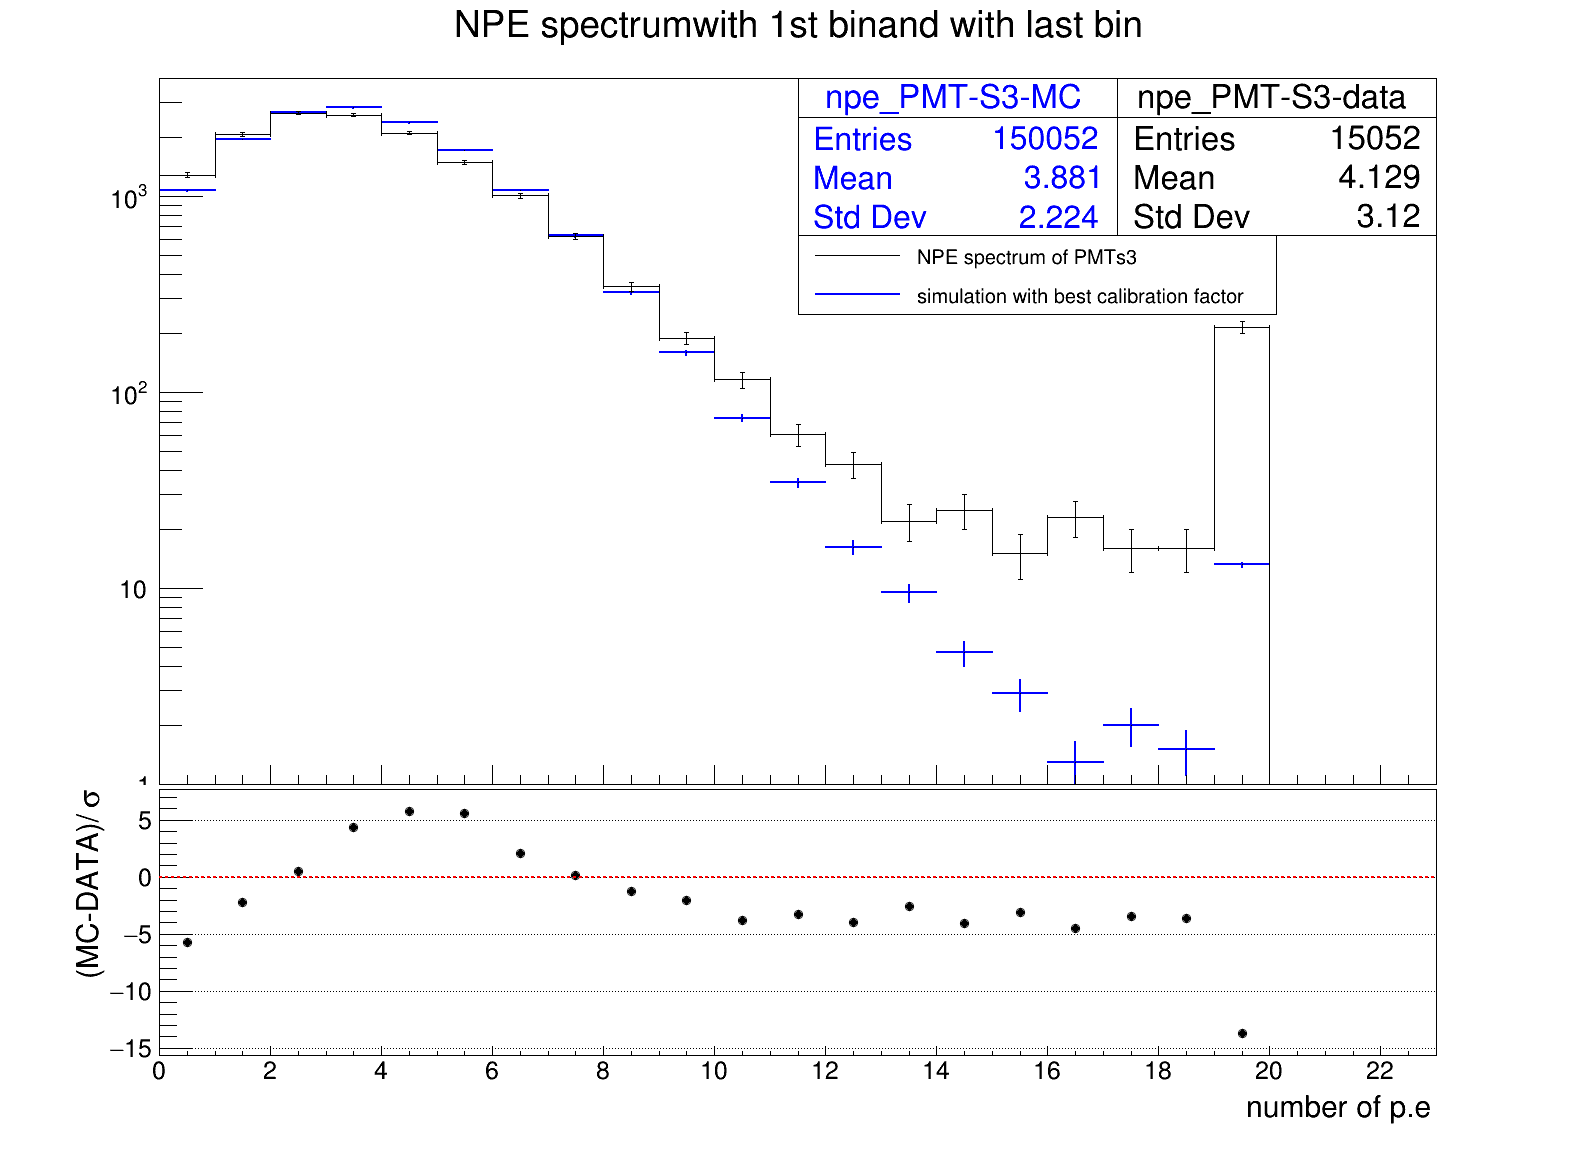 NPE spectrumwith 1st binand with last bin
npe_PMT-S3-MC
Entries 150052
Mean 3.881
Std Dev 2.224
npe_PMT-S3-data
Entries 15052
Mean 4.129
Std Dev 3.12
NPE spectrum of PMTs3
simulation with best calibration factor
10³
10²
10
1
(MC-DATA)/ σ
5
0
−5
−10
−15
0 2 4 6 8 10 12 14 16 18 20 22
number of p.e